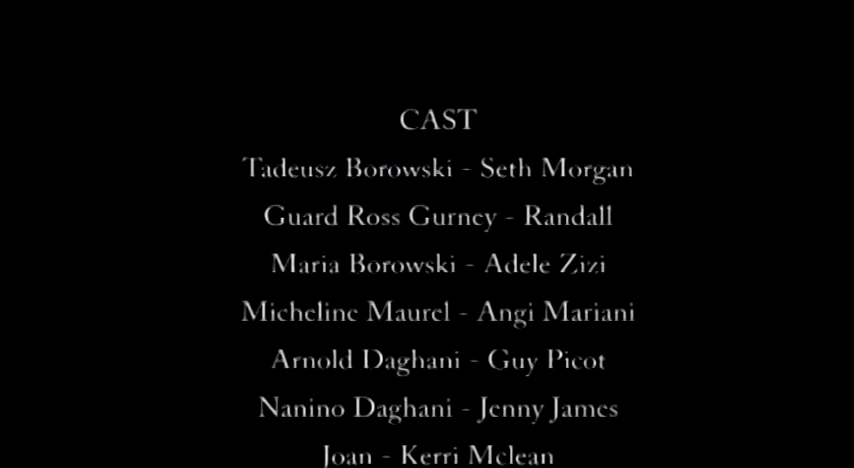 CAST
Tadeusz Borowski - Seth Morgan
Guard Ross Gurney - Randall
Maria Borowski - Adele Zizi
Micheline Maurel - Angi Mariani
Arnold Daghani - Guy Picot
Nanino Daghani - Jenny James
Joan - Kerri Mclean